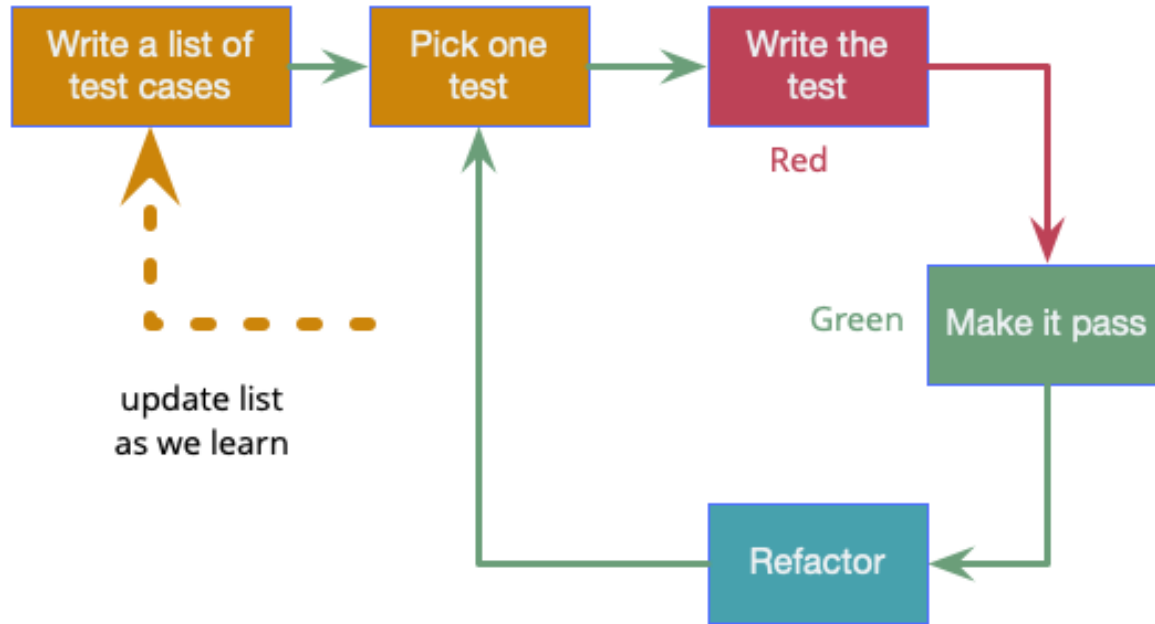 Write a list of
test cases
Pick one
test
Write the
test
Red
Green
Make it pass
update list
as we learn
Refactor